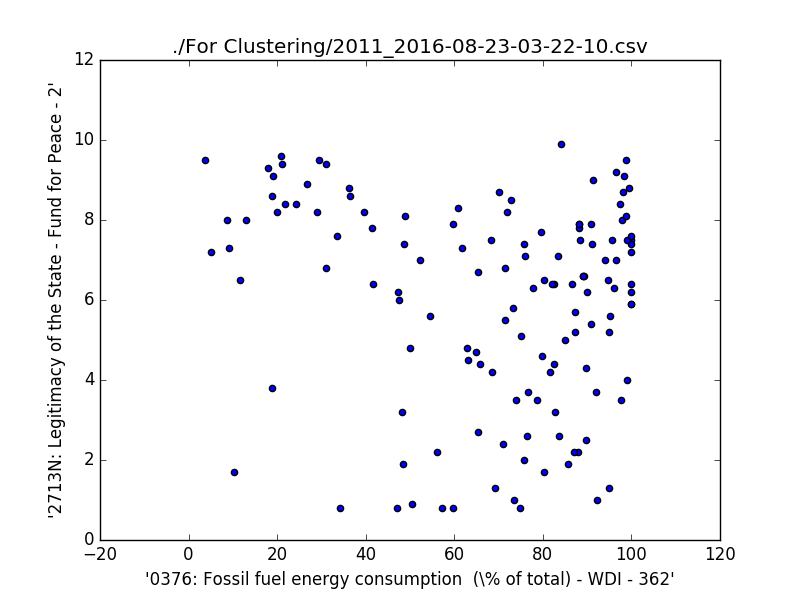 ./For Clustering/2011_2016-08-23-03-22-10.csv
12
10
8
6
4
2
0
'2713N: Legitimacy of the State - Fund for Peace - 2'
−20 0 20 40 60 80 100 120
'0376: Fossil fuel energy consumption (\% of total) - WDI - 362'